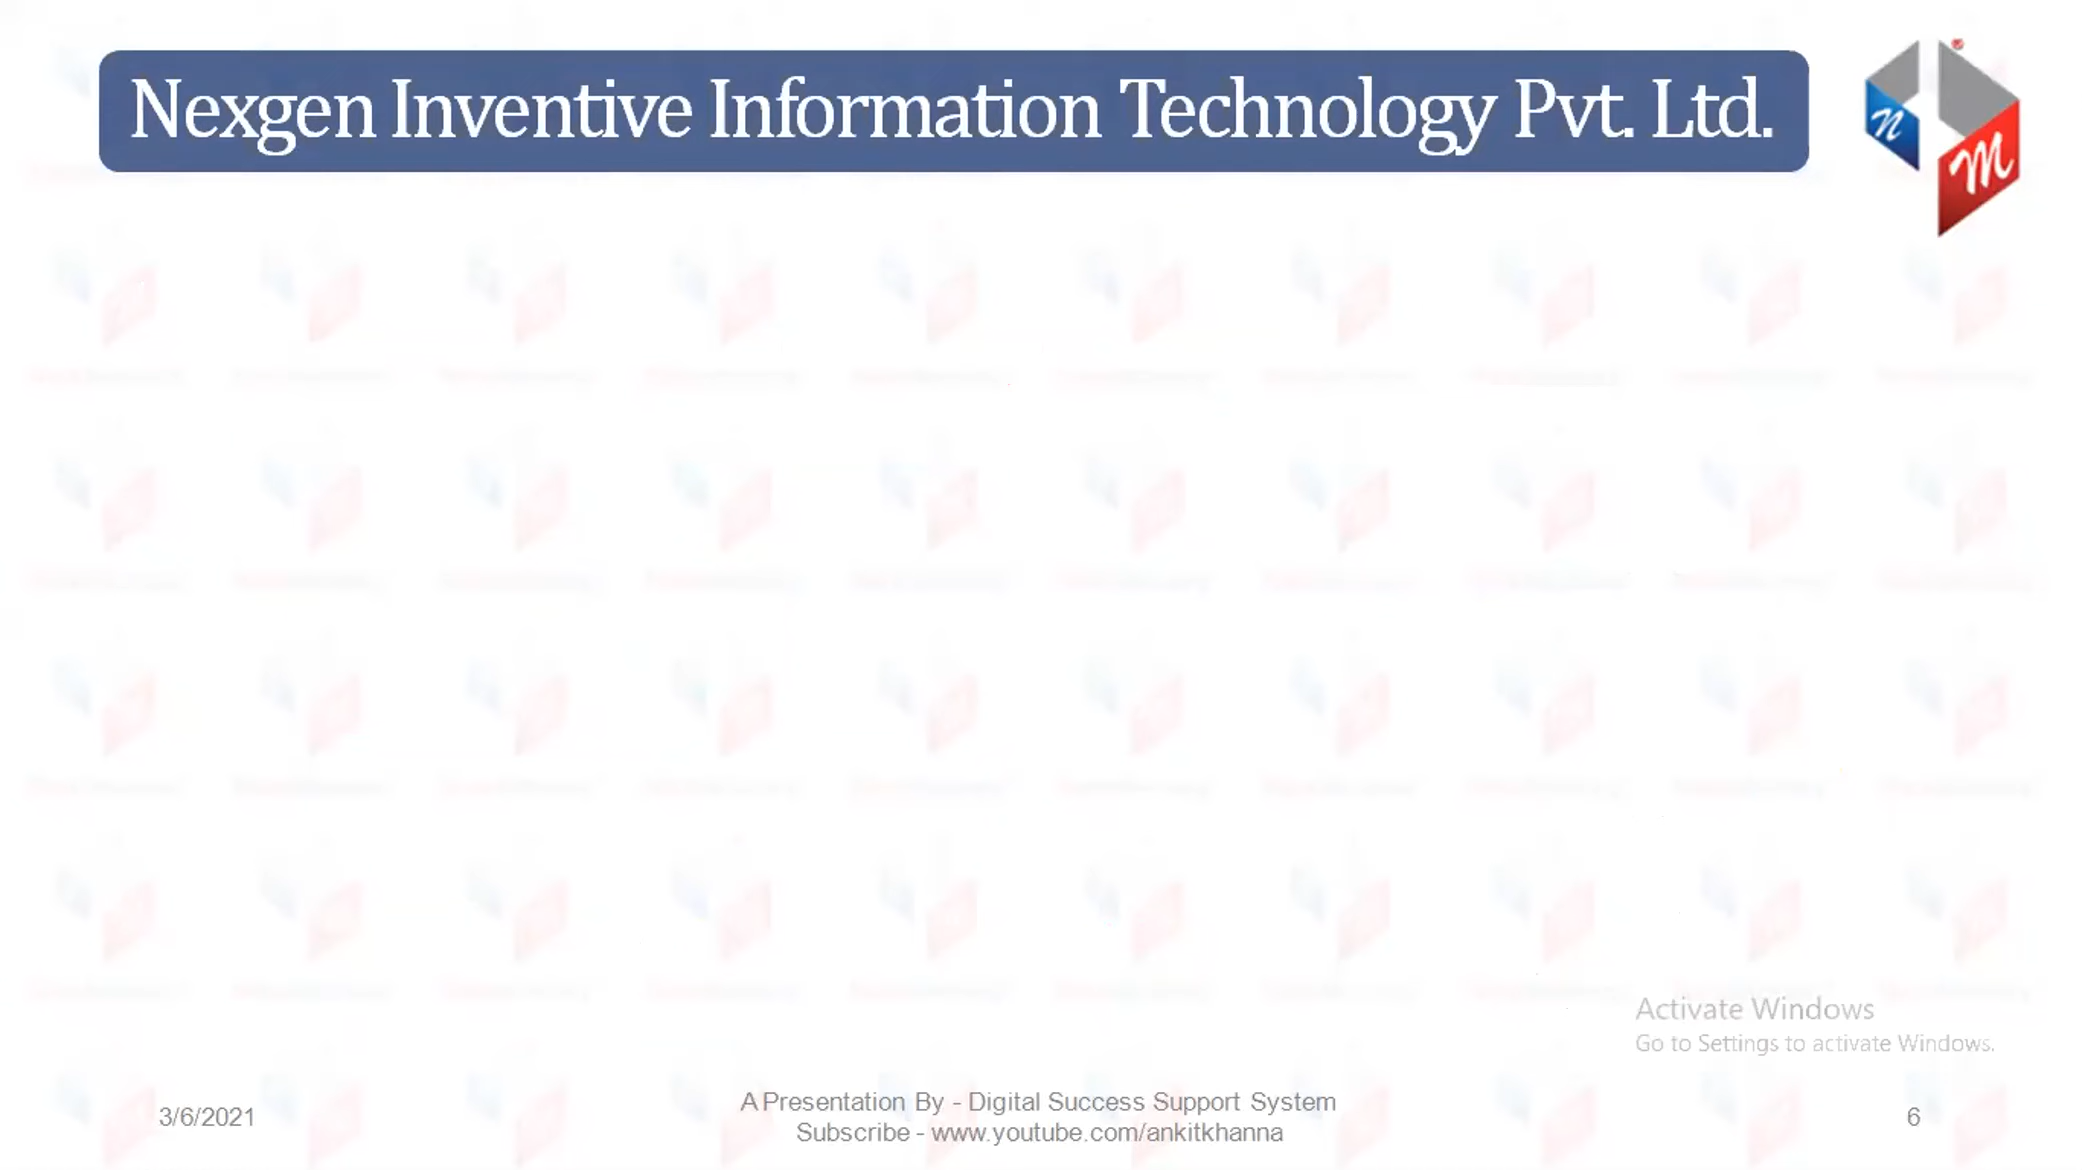 Nexgen Inventive Information Technology Pvt. Ltd.
n
M
Activate Windows
Go to Settings to activate Windows.
3/6/2021
A Presentation By - Digital Success Support System
Subscribe - www.youtube.com/ankitkhanna
6